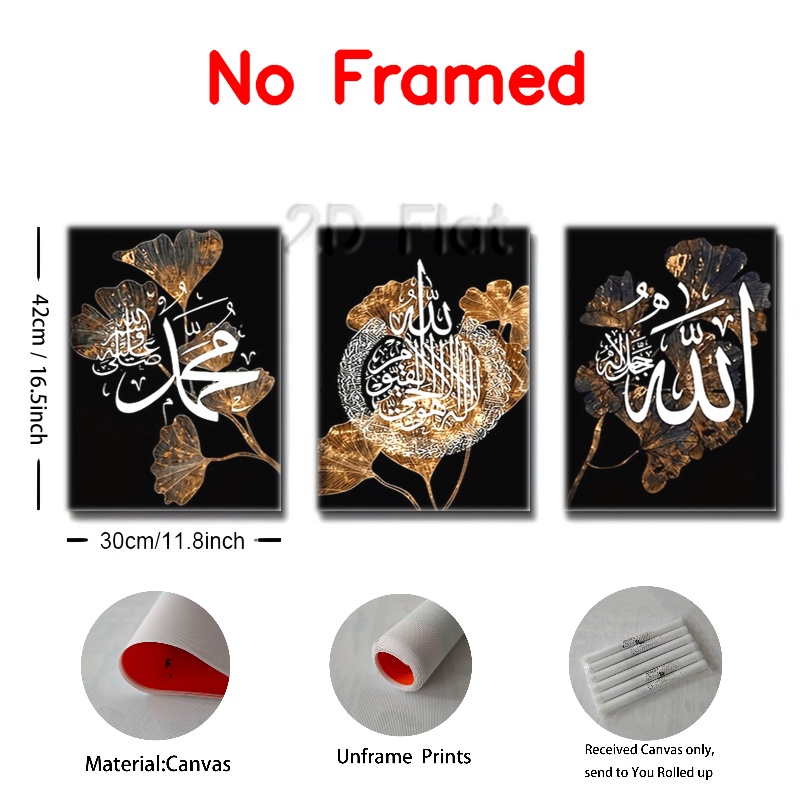 No Framed
2D Flat
42cm / 16.5inch
محمد
صلى الله عليه وسلم
الله
الله لا إله إلا هو الحي القيوم
الله
جل جلاله
30cm/11.8inch
Material:Canvas
Unframe Prints
Received Canvas only,
send to You Rolled up